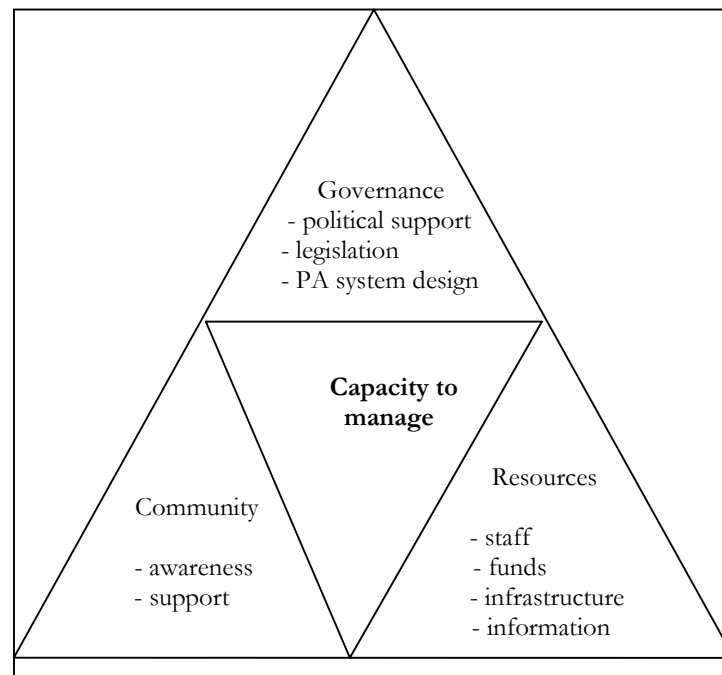 Governance
- political support
- legislation
- PA system design
Capacity to
manage
Community
- awareness
- support
Resources
- staff
- funds
- infrastructure
- information